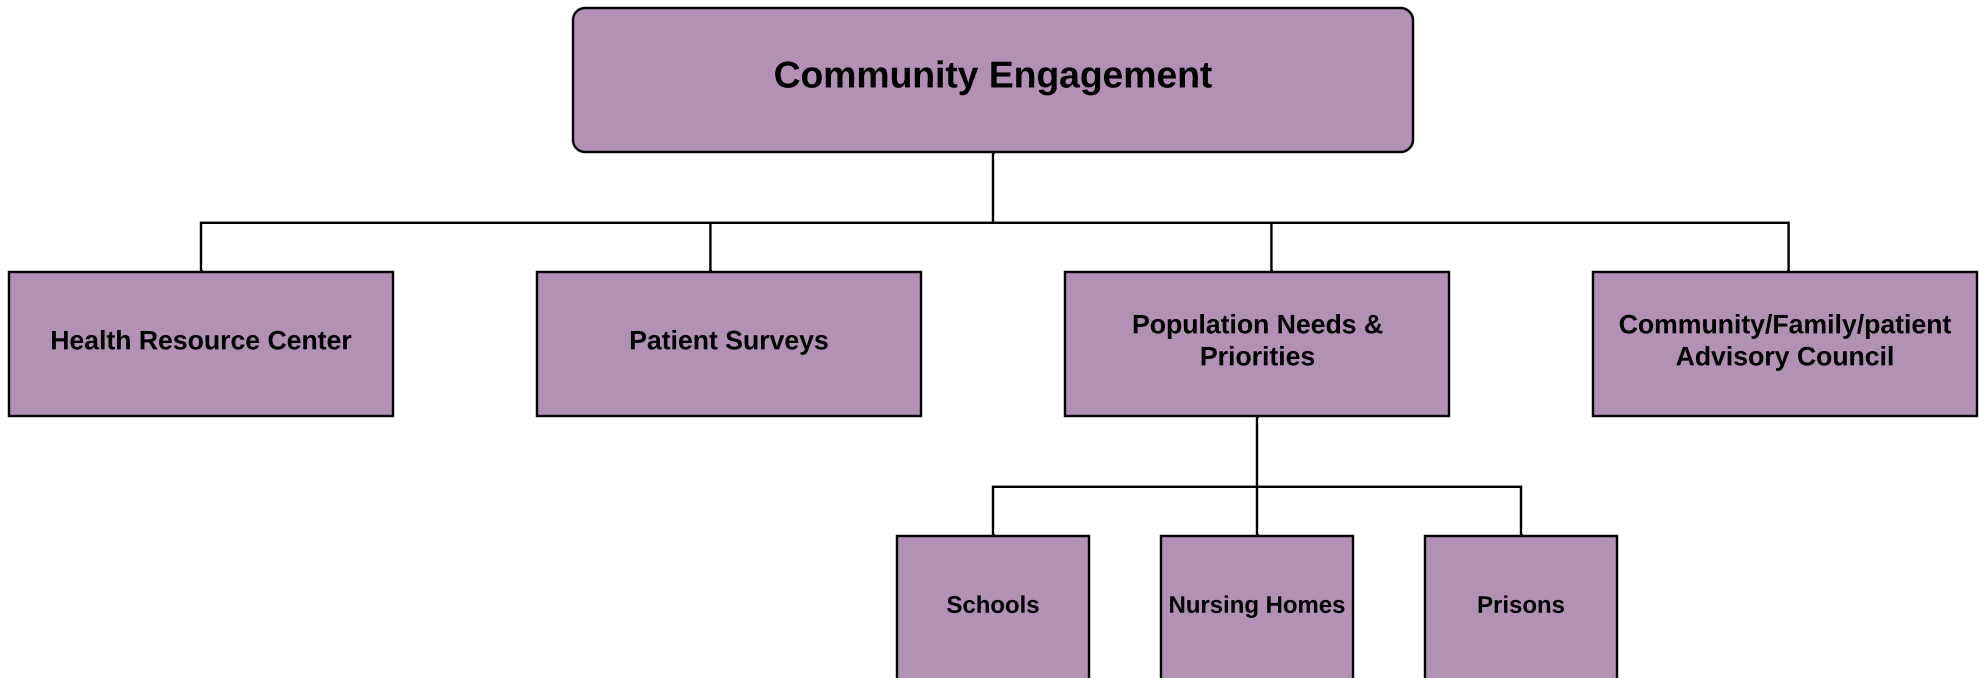 Community Engagement
Health Resource Center
Patient Surveys
Population Needs &
Priorities
Community/Family/patient
Advisory Council
Schools
Nursing Homes
Prisons